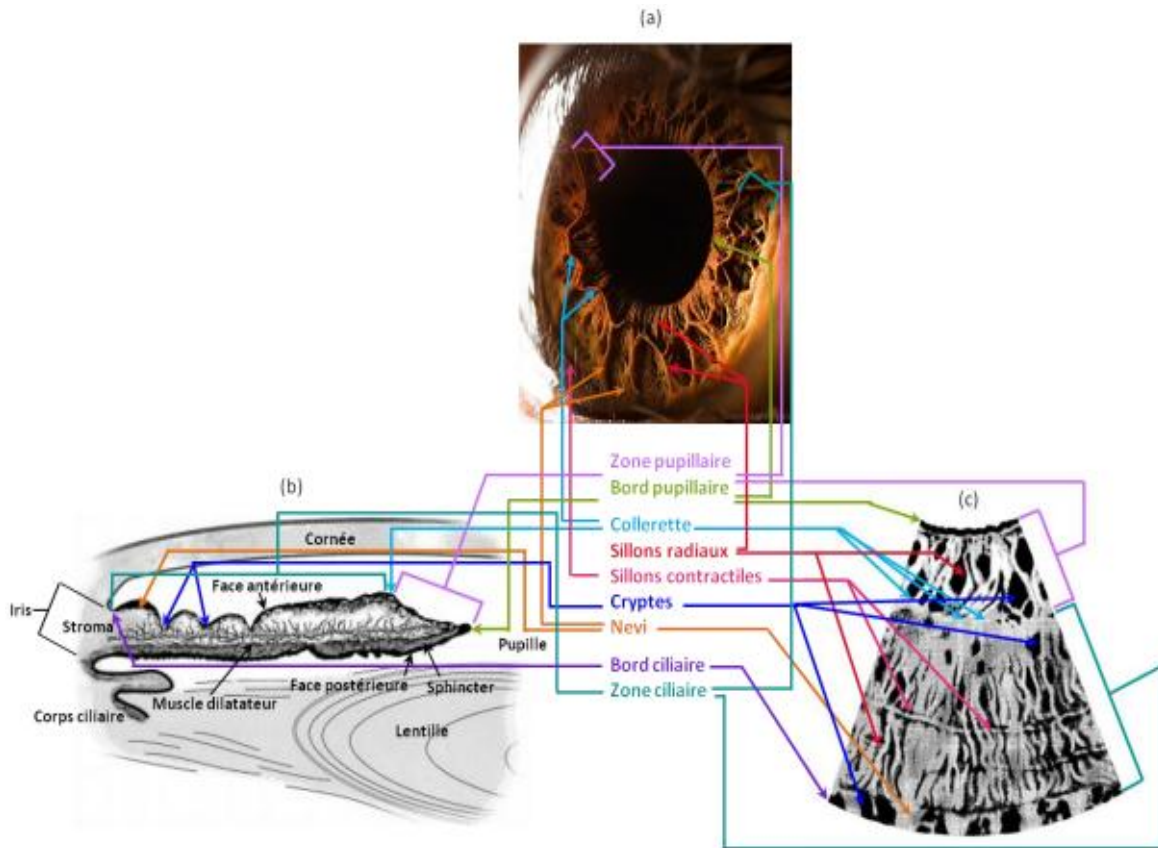 (a)
Zone pupillaire
Bord pupillaire
(b)
(c)
Collerette
Cornée
Sillons radiaux
Face antérieure
Sillons contractiles
Iris
Cryptes
Stroma
Nevi
Pupille
Bord ciliaire
Face postérieure
Sphincter
Zone ciliaire
Muscle dilatateur
Corps ciliaire
Lentille